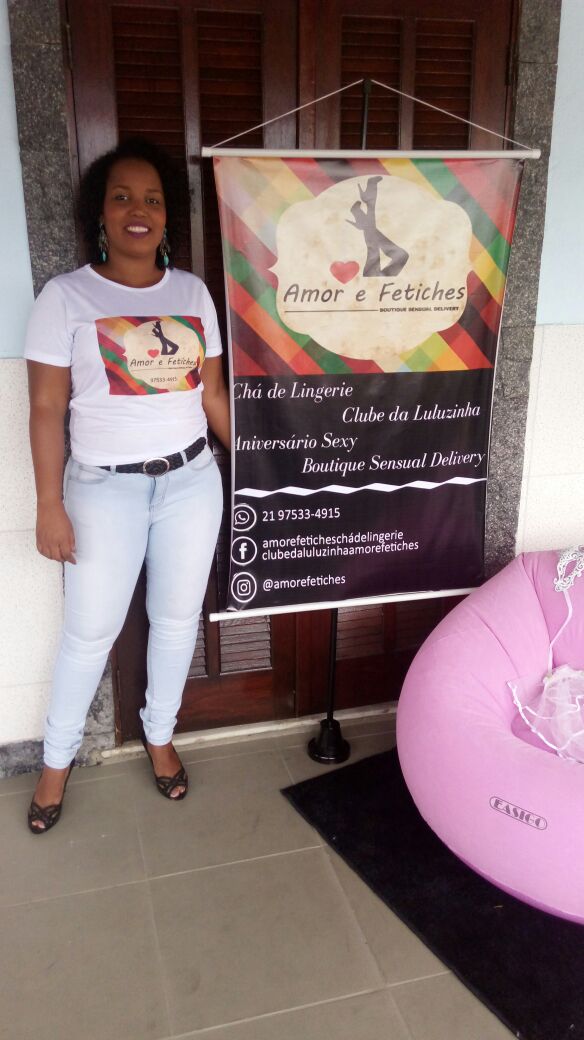 Amor e Fetiches
97533-4915
Amor e Fetiches
BOUTIQUE SENSUAL DELIVERY
Chá de Lingerie
Clube da Luluzinha
Aniversário Sexy
Boutique Sensual Delivery
21 97533-4915
amorefeticheschádelingerie
clubedaluluzinhaamorefetiches
@amorefetiches
EASIGO